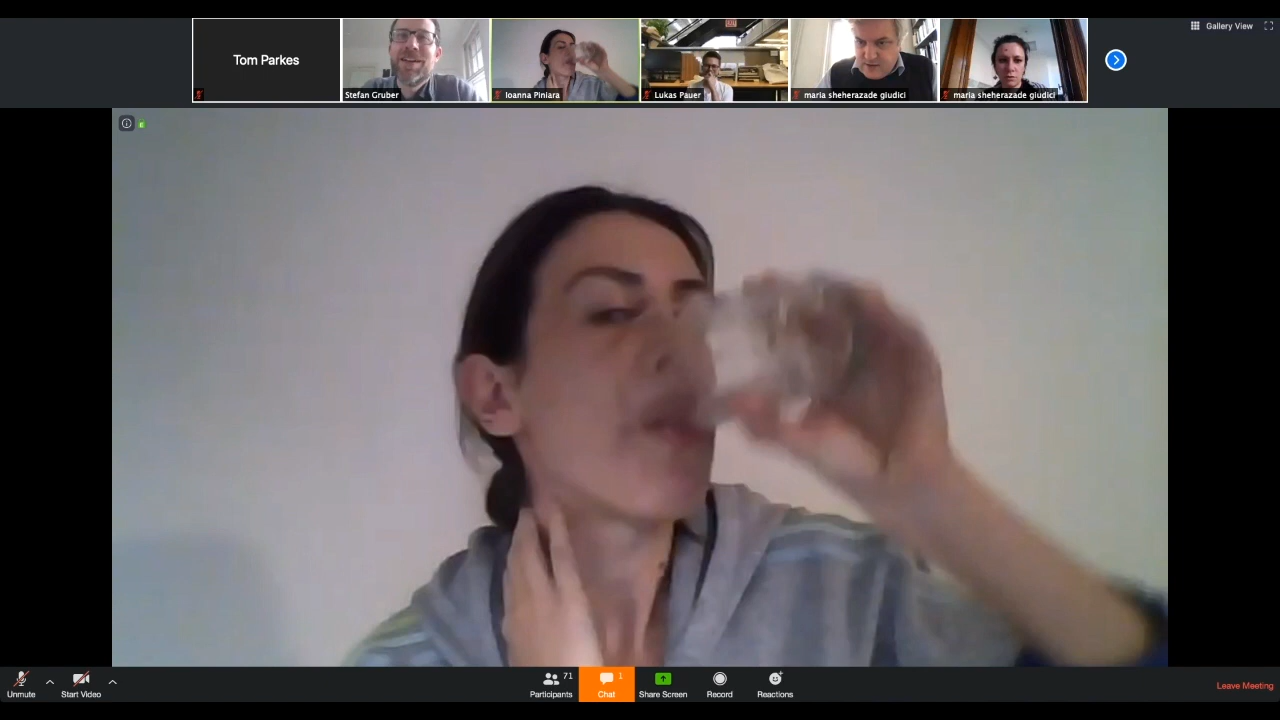 Gallery View
Tom Parkes
Stefan Gruber
Ioanna Piniara
Lukas Pauer
maria sheherazade giudici
maria sheherazade giudici
Unmute
Start Video
Participants
71
Chat
1
Share Screen
Record
Reactions
Leave Meeting